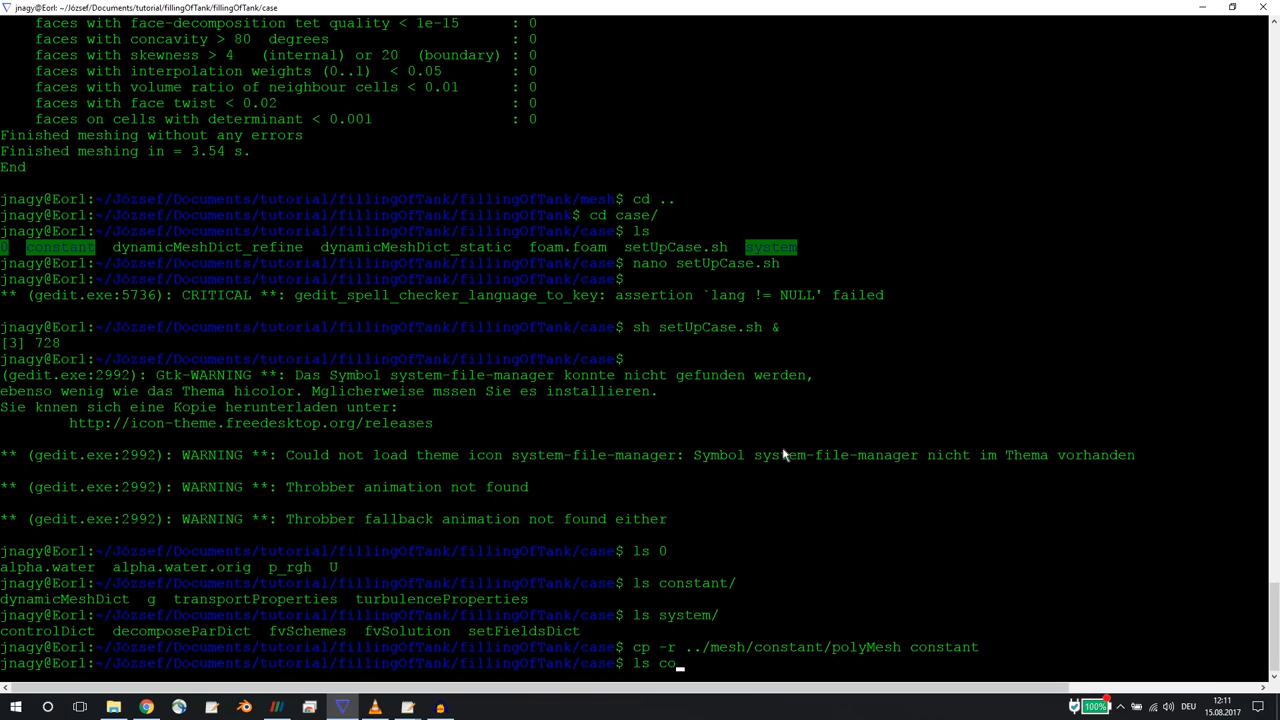 jnagy@Eorl: ~/József/Documents/tutorial/fillingOfTank/fillingOfTank/case
faces with face-decomposition tet quality < 1e-15 : 0
faces with concavity > 80 degrees : 0
faces with skewness > 4 (internal) or 20 (boundary) : 0
faces with interpolation weights (0..1) < 0.05 : 0
faces with volume ratio of neighbour cells < 0.01 : 0
faces with face twist < 0.02 : 0
faces on cells with determinant < 0.001 : 0
Finished meshing without any errors
Finished meshing in = 3.54 s.
End
jnagy@Eorl:~/József/Documents/tutorial/fillingOfTank/fillingOfTank/mesh$ cd ..
jnagy@Eorl:~/József/Documents/tutorial/fillingOfTank/fillingOfTank$ cd case/
jnagy@Eorl:~/József/Documents/tutorial/fillingOfTank/fillingOfTank/case$ ls
0 constant dynamicMeshDict_refine dynamicMeshDict_static foam.foam setUpCase.sh system
jnagy@Eorl:~/József/Documents/tutorial/fillingOfTank/fillingOfTank/case$ nano setUpCase.sh
jnagy@Eorl:~/József/Documents/tutorial/fillingOfTank/fillingOfTank/case$
** (gedit.exe:5736): CRITICAL **: gedit_spell_checker_language_to_key: assertion `lang != NULL' failed
jnagy@Eorl:~/József/Documents/tutorial/fillingOfTank/fillingOfTank/case$ sh setUpCase.sh &
[3] 728
jnagy@Eorl:~/József/Documents/tutorial/fillingOfTank/fillingOfTank/case$
(gedit.exe:2992): Gtk-WARNING **: Das Symbol system-file-manager konnte nicht gefunden werden,
ebenso wenig wie das Thema hicolor. Mglicherweise mssen Sie es installieren.
Sie knnen sich eine Kopie herunterladen unter:
http://icon-theme.freedesktop.org/releases
** (gedit.exe:2992): WARNING **: Could not load theme icon system-file-manager: Symbol system-file-manager nicht im Thema vorhanden
** (gedit.exe:2992): WARNING **: Throbber animation not found
** (gedit.exe:2992): WARNING **: Throbber fallback animation not found either
jnagy@Eorl:~/József/Documents/tutorial/fillingOfTank/fillingOfTank/case$ ls 0
alpha.water alpha.water.orig p_rgh U
jnagy@Eorl:~/József/Documents/tutorial/fillingOfTank/fillingOfTank/case$ ls constant/
dynamicMeshDict g transportProperties turbulenceProperties
jnagy@Eorl:~/József/Documents/tutorial/fillingOfTank/fillingOfTank/case$ ls system/
controlDict decomposeParDict fvSchemes fvSolution setFieldsDict
jnagy@Eorl:~/József/Documents/tutorial/fillingOfTank/fillingOfTank/case$ cp -r ../mesh/constant/polyMesh constant
jnagy@Eorl:~/József/Documents/tutorial/fillingOfTank/fillingOfTank/case$ ls co
100%
DEU
12:11
15.08.2017